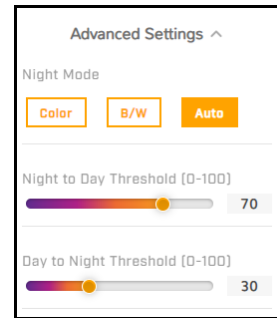 Advanced Settings
Night Mode
Color B/W Auto
Night to Day Threshold (0-100)
70
Day to Night Threshold (0-100)
30